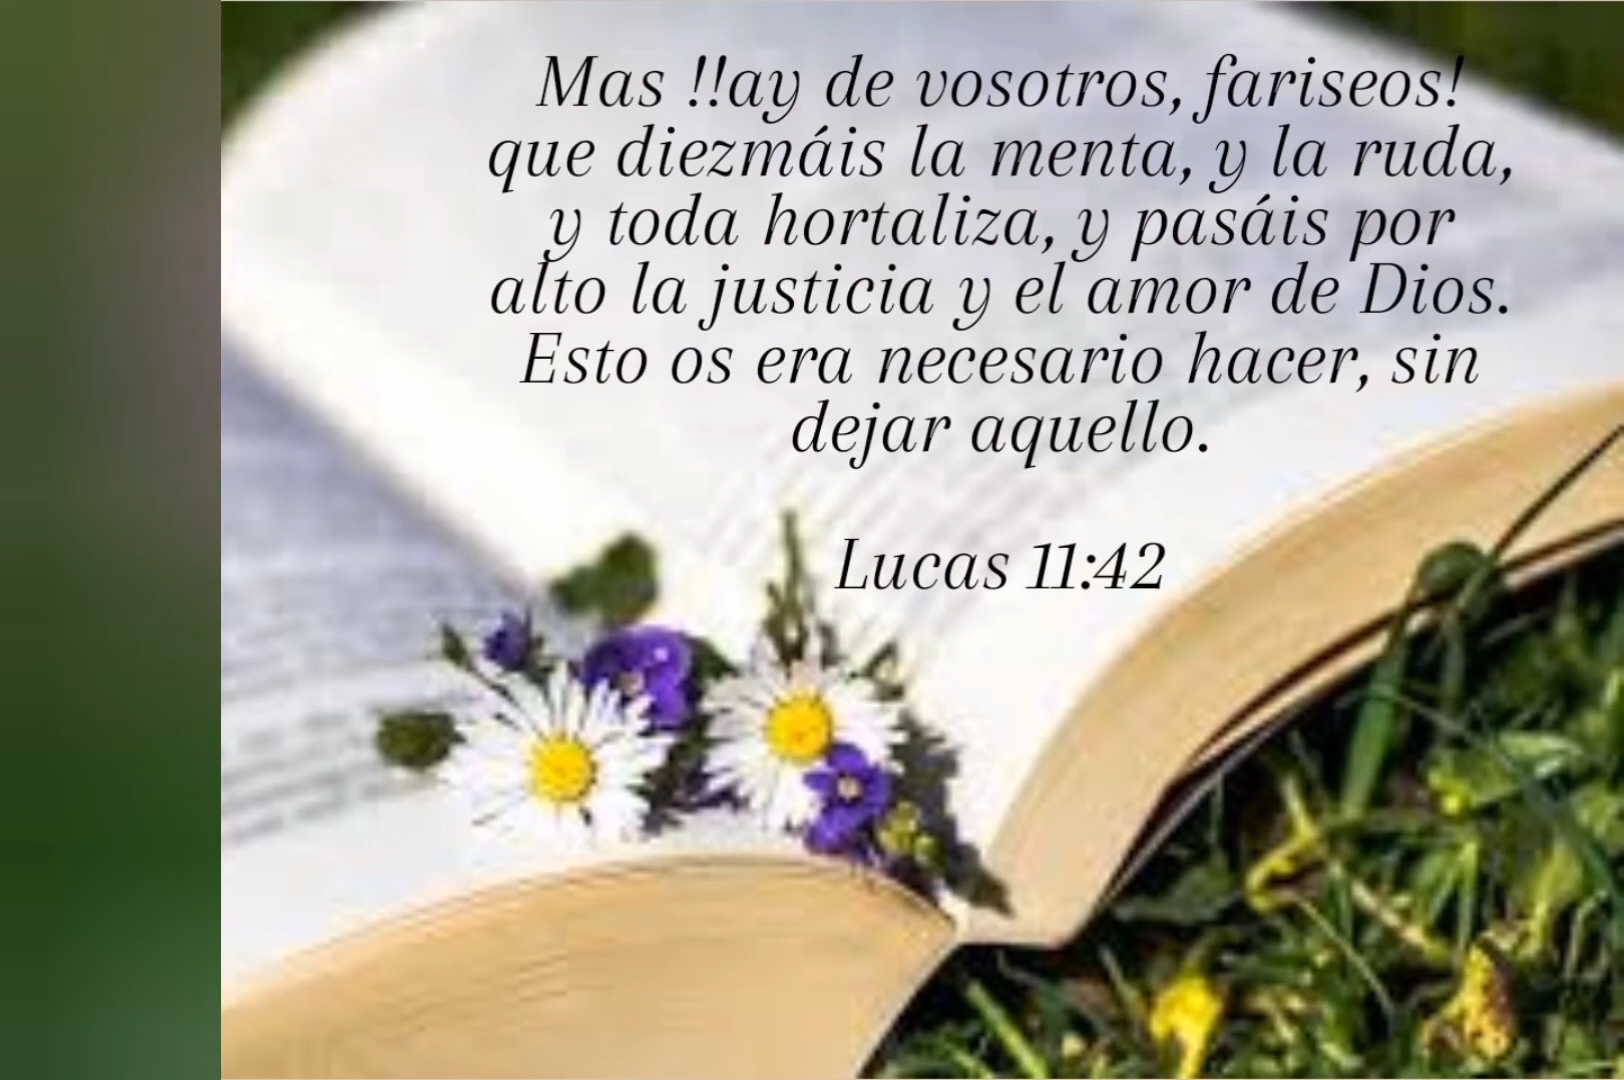 Mas !!ay de vosotros, fariseos!
que diezmáis la menta, y la ruda,
y toda hortaliza, y pasáis por
alto la justicia y el amor de Dios.
Esto os era necesario hacer, sin
dejar aquello.
Lucas 11:42